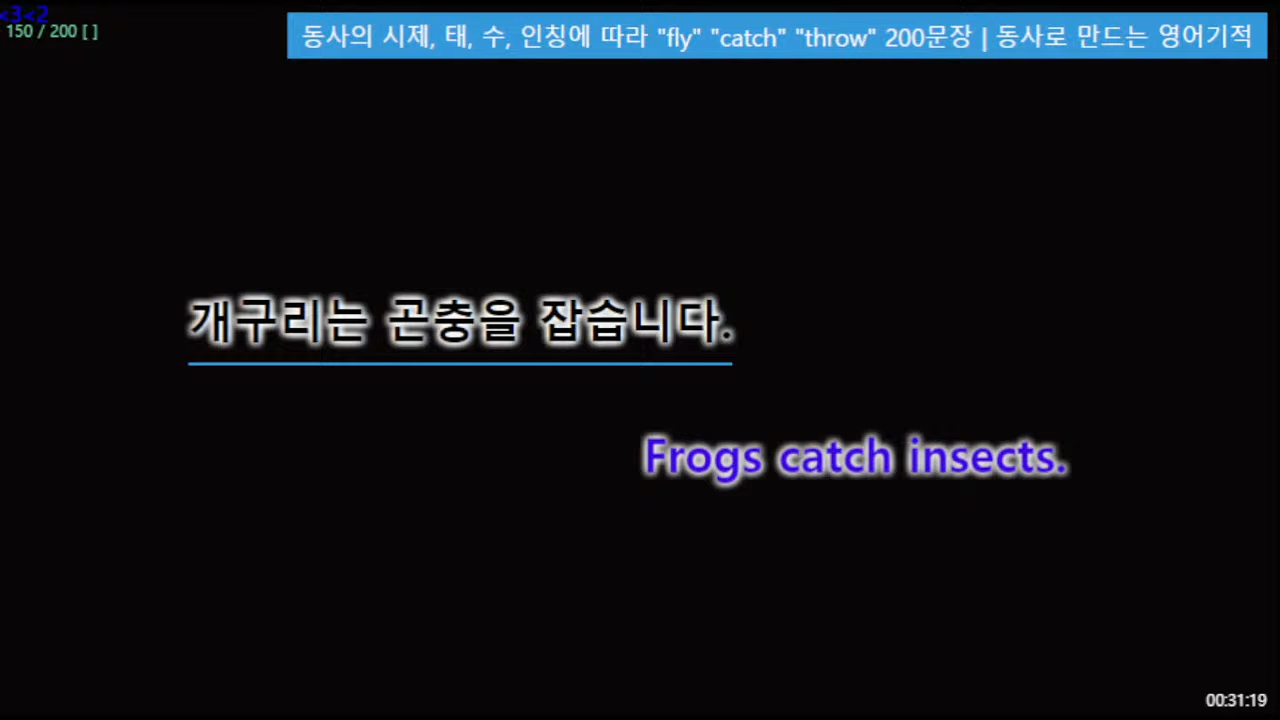 <3<2
150 / 200 [ ]
동사의 시제, 태, 수, 인칭에 따라 "fly" "catch" "throw" 200문장 | 동사로 만드는 영어기적
개구리는 곤충을 잡습니다.
Frogs catch insects.
00:31:19